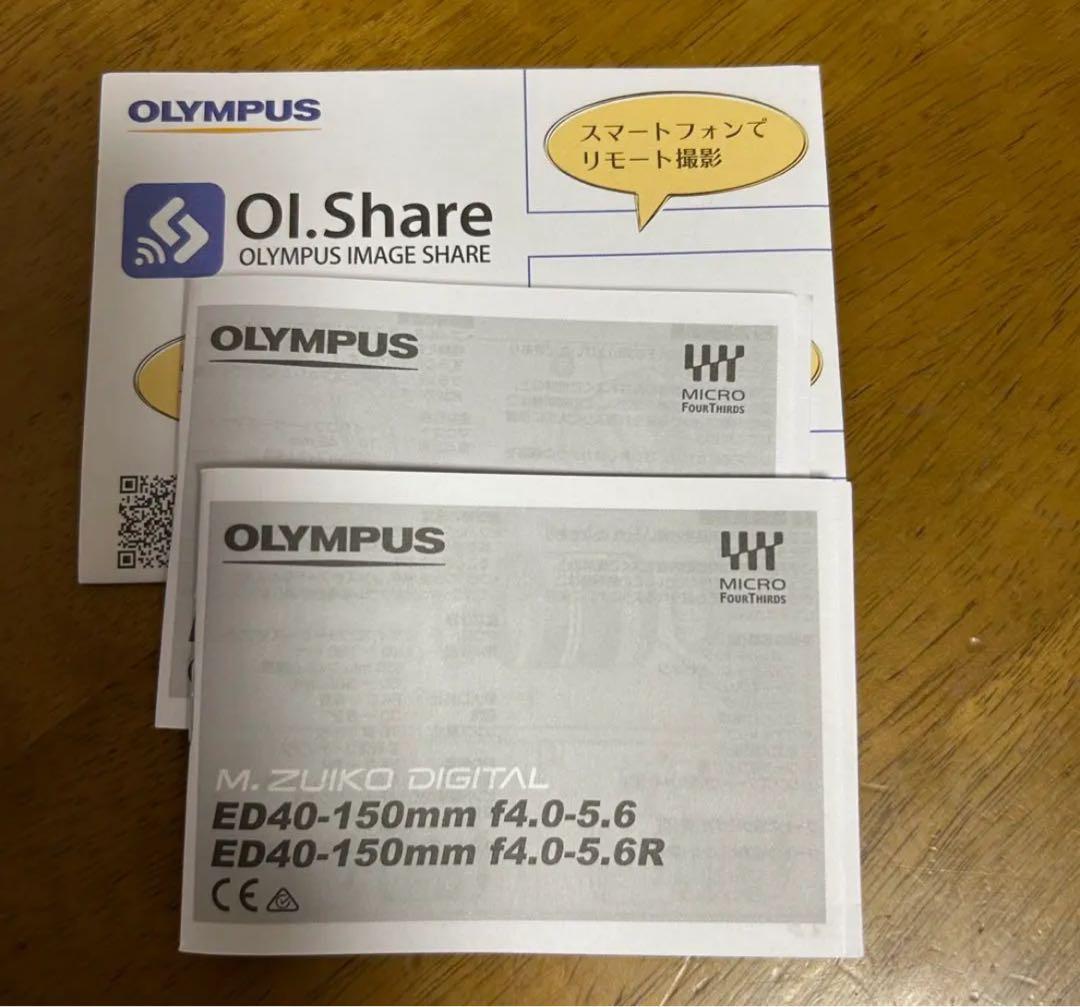 OLYMPUS
スマートフォンで
リモート撮影
OI.Share
OLYMPUS IMAGE SHARE
OLYMPUS
MICRO
FOURTHIRDS
OLYMPUS
MICRO
FOURTHIRDS
M. ZUIKO DIGITAL
ED40-150mm f4.0-5.6
ED40-150mm f4.0-5.6R
CE